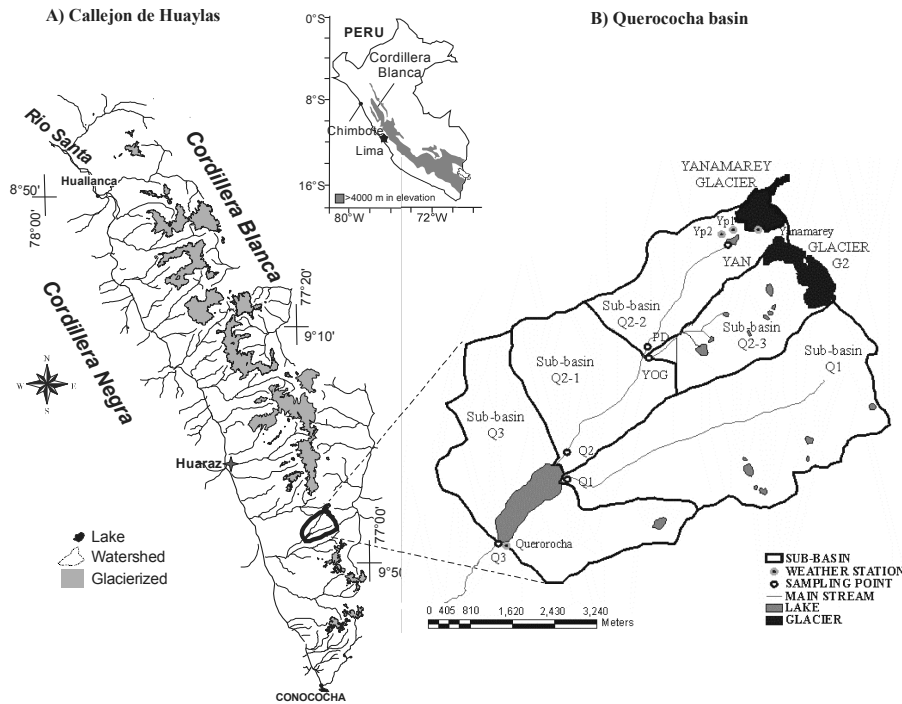 A) Callejon de Huaylas
B) Querococha basin
0°S
PERU
Cordillera
Blanca
8°S
Chimbote
Lima
16°S
>4000 m in elevation
80°W
72°W
Rio Santa
Huallanca
Cordillera Blanca
8°50'
78°00'
Cordillera Negra
77°20'
9°10'
N
W
E
S
Huaraz
77°00'
9°50'
Lake
Watershed
Glacierized
CONOCOCHA
YANAMAREY
GLACIER
Yp1
Yp2
Yanamarey
YAN
GLACIER
G2
Sub-basin
Q2-2
PD
Sub-basin
Q2-3
YOG
Sub-basin
Q1
Sub-basin
Q2-1
Sub-basin
Q3
Q2
Q1
Q3
Querorocha
0 405 810 1,620 2,430 3,240
Meters
SUB-BASIN
WEATHER STATION
SAMPLING POINT
MAIN STREAM
LAKE
GLACIER